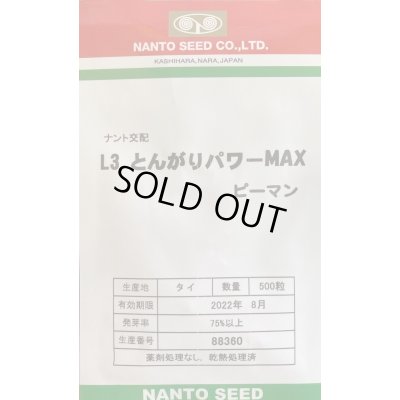 NANTO SEED CO.,LTD.
KASHIHARA,NARA,JAPAN
ナント交配
L3 とんがりパワーMAX
SOLD OUT
ピーマン
生産地 タイ 数量 500粒
有効期限 2022年 8月
発芽率 75%以上
生産番号 88360
薬剤処理なし，乾熱処理済
NANTO SEED